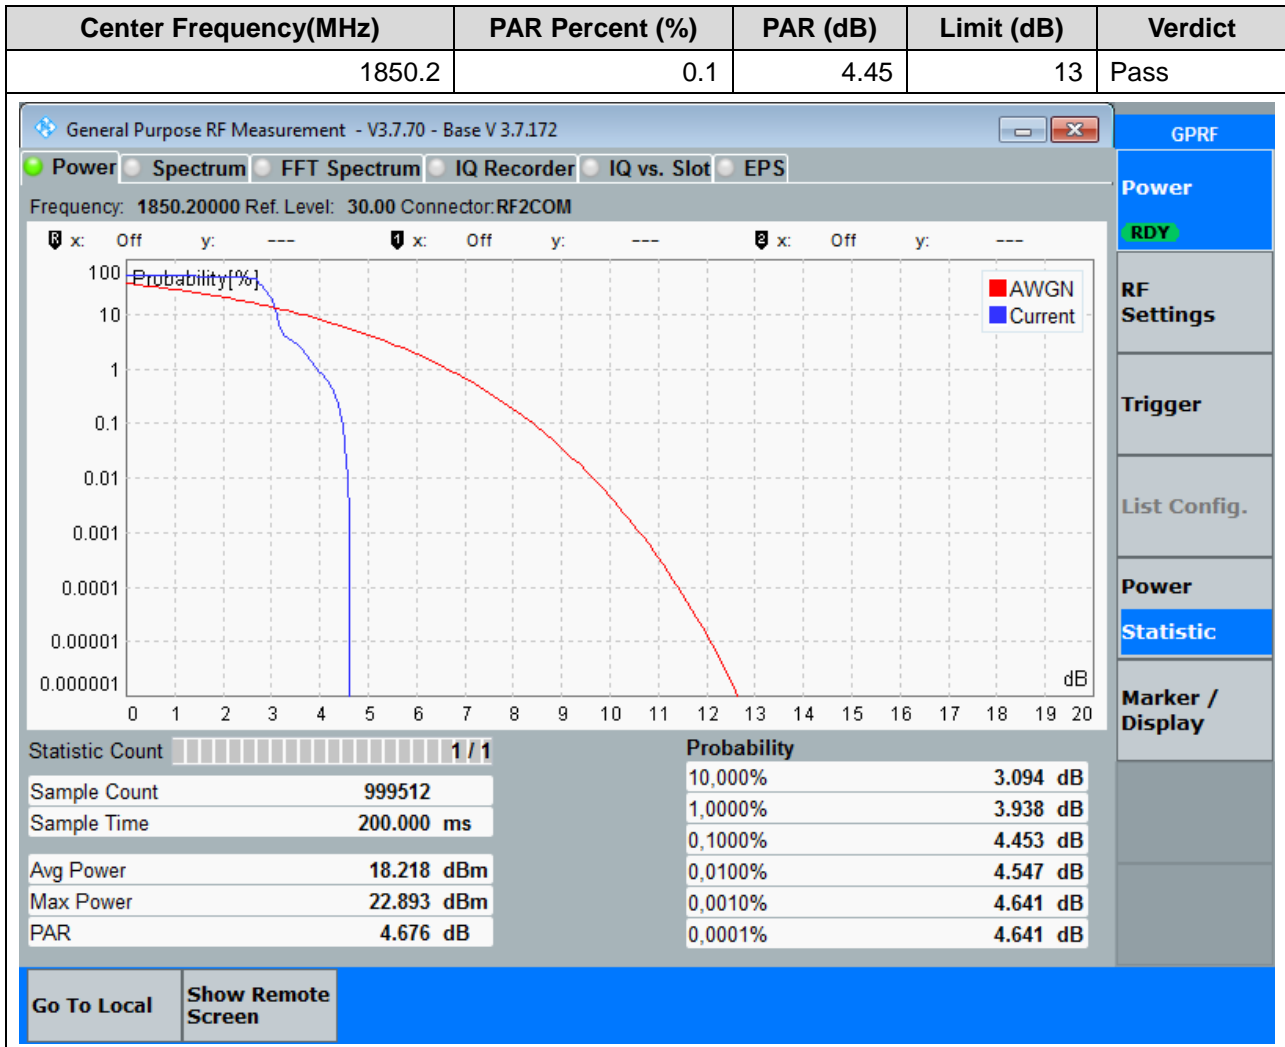 Center Frequency(MHz) PAR Percent (%) PAR (dB) Limit (dB) Verdict
1850.2 0.1 4.45 13 Pass
General Purpose RF Measurement - V3.7.70 - Base V 3.7.172
GPRF
Power Spectrum FFT Spectrum IQ Recorder IQ vs. Slot EPS
Frequency: 1850.20000 Ref. Level: 30.00 Connector: RF2COM
R x: Off y: --- 1 x: Off y: --- 2 x: Off y: ---
Probability[%]
AWGN
Current
100
10
1
0.1
0.01
0.001
0.0001
0.00001
0.000001
dB
0 1 2 3 4 5 6 7 8 9 10 11 12 13 14 15 16 17 18 19 20
Statistic Count 1 / 1
Sample Count 999512
Sample Time 200.000 ms
Avg Power 18.218 dBm
Max Power 22.893 dBm
PAR 4.676 dB
Probability
10,000% 3.094 dB
1,0000% 3.938 dB
0,1000% 4.453 dB
0,0100% 4.547 dB
0,0010% 4.641 dB
0,0001% 4.641 dB
Power
RDY
RF
Settings
Trigger
List Config.
Power
Statistic
Marker /
Display
Go To Local
Show Remote
Screen